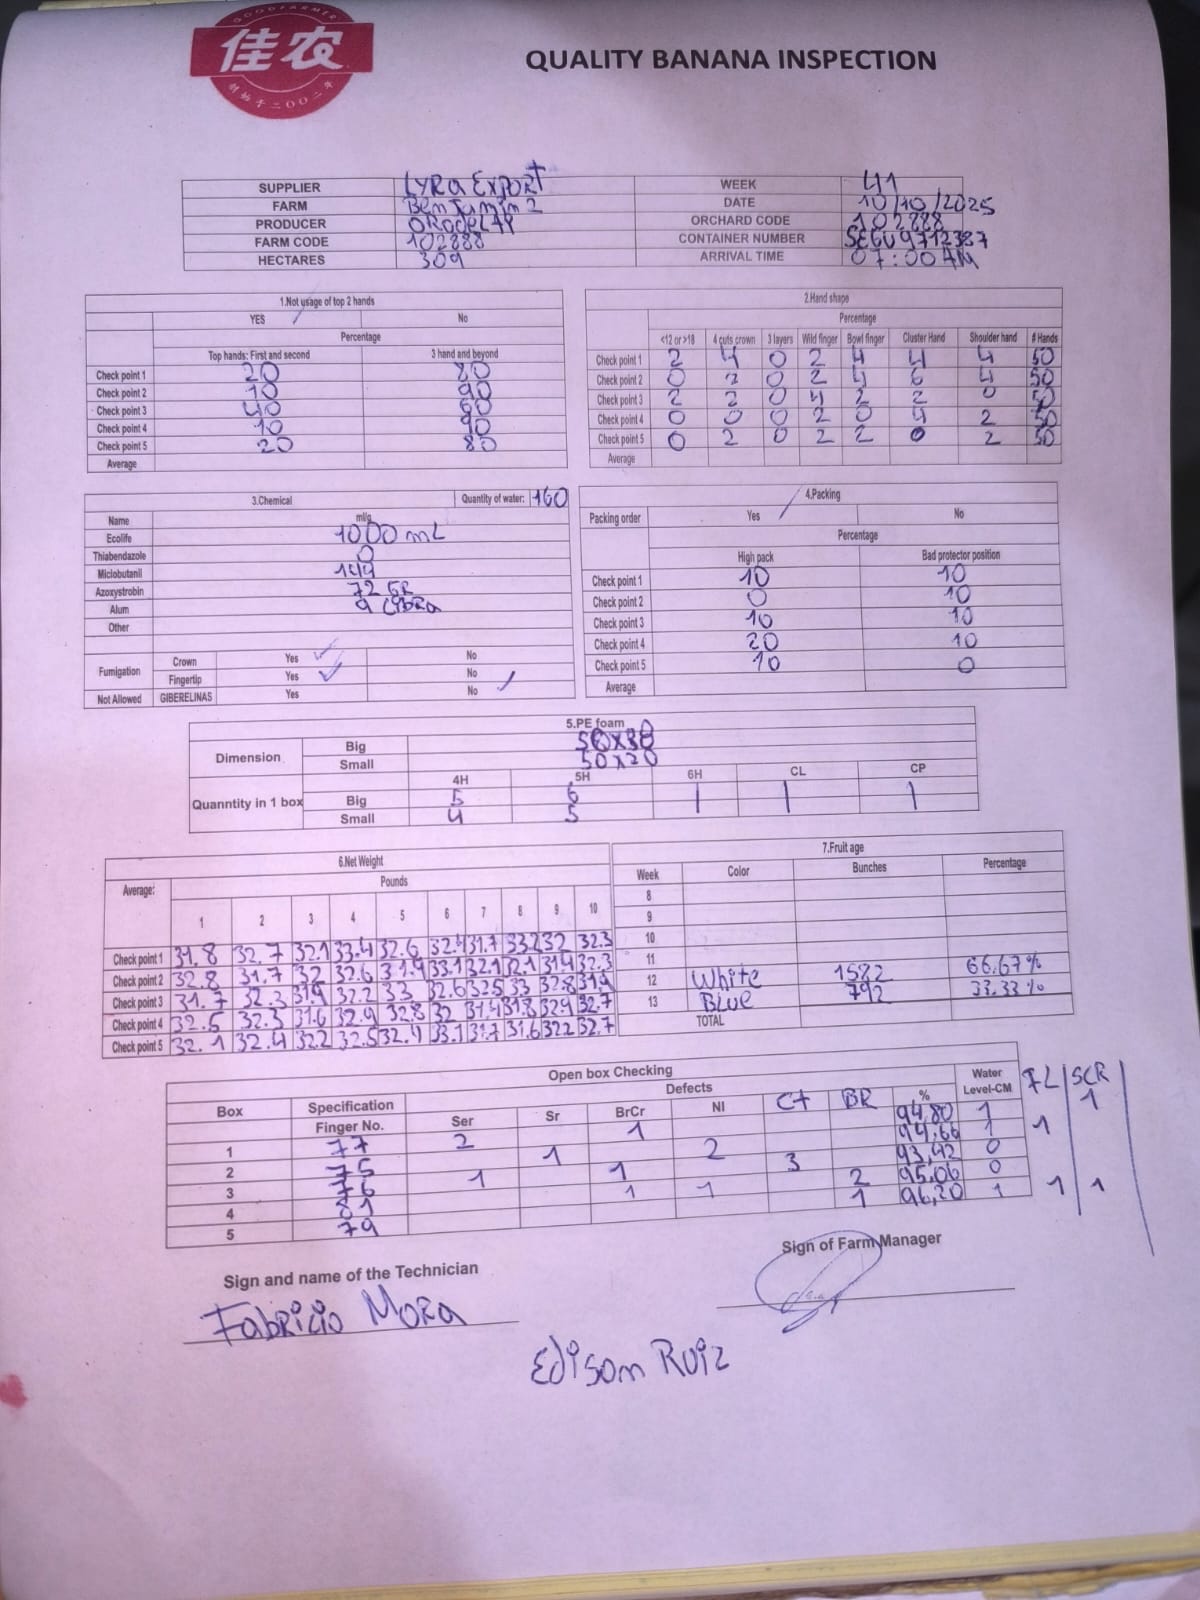 GOODFARMER
佳农
创始于二〇〇二年
QUALITY BANANA INSPECTION
SUPPLIER LYRA EXPORT WEEK 41
FARM Benjamin 2 DATE 10/10/2025
PRODUCER ORODELTI ORCHARD CODE 102888
FARM CODE 102888 CONTAINER NUMBER SEGU9712387
HECTARES 309 ARRIVAL TIME 07:00 AM
1.Not usage of top 2 hands
YES / No
Percentage
Top hands: First and second 3 hand and beyond
Check point 1 20 80
Check point 2 10 90
Check point 3 40 60
Check point 4 10 90
Check point 5 20 80
Average
2.Hand shape
Percentage
<12 or >18 4 cuts crown 3 layers Wild finger Bowl finger Cluster Hand Shoulder hand # Hands
Check point 1 2 4 0 2 4 4 4 50
Check point 2 0 2 0 2 4 6 4 50
Check point 3 2 2 0 4 2 2 0 50
Check point 4 0 0 0 2 0 4 2 50
Check point 5 0 2 0 2 2 0 2 50
Average
3.Chemical Quantity of water: 160
Name ml/g
Ecolife 1000 mL
Thiabendazole 0
Miclobutanil 144
Azoxystrobin 72 GR
Alum 9 LIBRA
Other
Fumigation Crown Yes ✓ No
Fingertip Yes ✓ No
Not Allowed GIBERELINAS Yes No /
4.Packing
Packing order Yes / No
Percentage
High pack Bad protector position
Check point 1 10 10
Check point 2 0 10
Check point 3 10 10
Check point 4 20 10
Check point 5 10 0
Average
5.PE foam
Dimension Big 50x30
Small 50x20
4H 5H 6H CL CP
Quanntity in 1 box Big 5 6 | | |
Small 4 5
6.Net Weight
Average: Pounds
1 2 3 4 5 6 7 8 9 10
Check point 1 31.8 32.7 32.1 33.4 32.6 32.4 31.7 33.2 32 32.3
Check point 2 32.8 31.7 32 32.6 31.9 33.1 32.1 32.1 31.4 32.3
Check point 3 31.7 32.3 31.9 32.2 33 32.6 32.5 33 32.8 31.9
Check point 4 32.5 32.3 31.6 32.9 32.8 32 31.4 31.8 32.9 32.7
Check point 5 32.1 32.4 32.2 32.5 32.4 33.1 31.7 31.6 32.2 32.7
7.Fruit age
Week Color Bunches Percentage
8
9
10
11
12 White 1582 66.67%
13 Blue 792 33.33%
TOTAL
Open box Checking
Box Specification Defects Water
Finger No. Ser Sr BrCr NI CT BR % Level-CM FL SCR
1 77 2 1 94,80 1 1
2 75 1 2 94,66 1 1
3 76 1 1 3 93,42 0
4 81 1 1 2 95,06 0
5 79 1 96,20 1 1 1
Sign and name of the Technician
Sign of Farm Manager
Fabricio Mora
Edison Ruiz